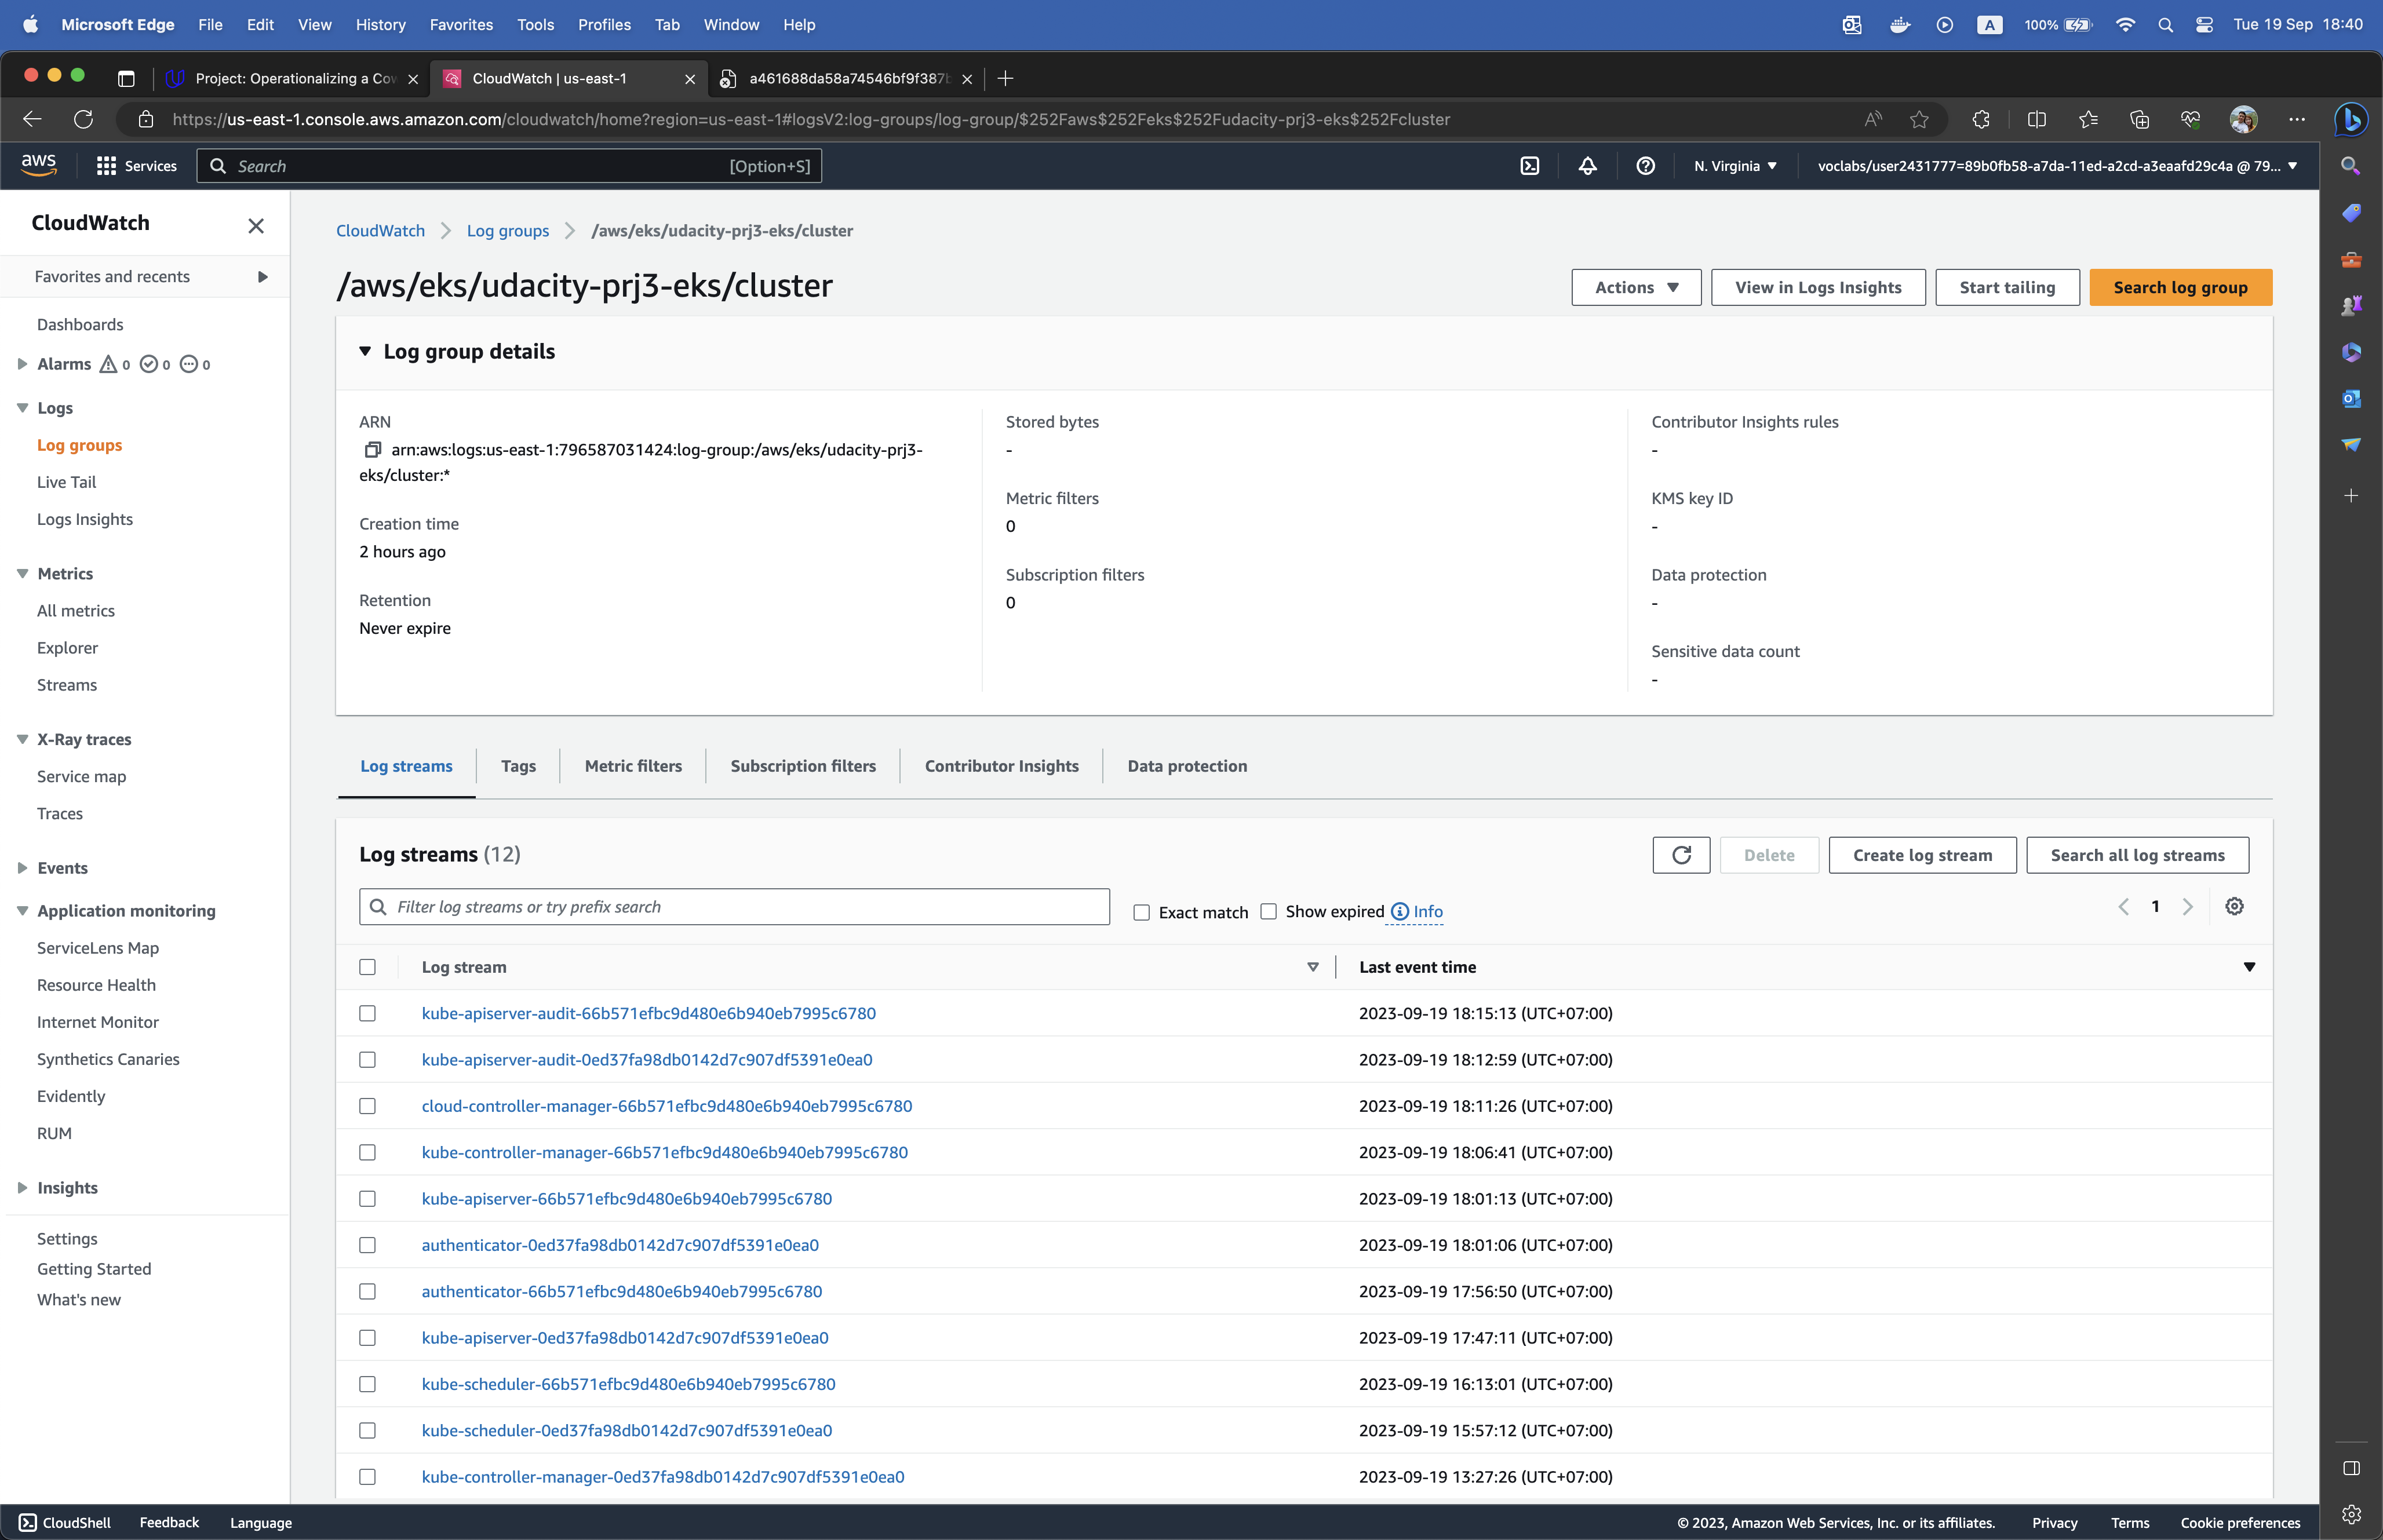 Microsoft Edge File Edit View History Favorites Tools Profiles Tab Window Help A 100% Tue 19 Sep 18:40
Project: Operationalizing a Cow CloudWatch | us-east-1 a461688da58a74546bf9f387b
https://us-east-1.console.aws.amazon.com/cloudwatch/home?region=us-east-1#logsV2:log-groups/log-group/$252Faws$252Feks$252Fudacity-prj3-eks$252Fcluster
aws Services Search [Option+S] N. Virginia voclabs/user2431777=89b0fb58-a7da-11ed-a2cd-a3eaafd29c4a @ 79...
CloudWatch
Favorites and recents
Dashboards
Alarms 0 0 0
Logs
Log groups
Live Tail
Logs Insights
Metrics
All metrics
Explorer
Streams
X-Ray traces
Service map
Traces
Events
Application monitoring
ServiceLens Map
Resource Health
Internet Monitor
Synthetics Canaries
Evidently
RUM
Insights
Settings
Getting Started
What's new
CloudWatch Log groups /aws/eks/udacity-prj3-eks/cluster
/aws/eks/udacity-prj3-eks/cluster
Actions View in Logs Insights Start tailing Search log group
Log group details
ARN
arn:aws:logs:us-east-1:796587031424:log-group:/aws/eks/udacity-prj3-
eks/cluster:*
Creation time
2 hours ago
Retention
Never expire
Stored bytes
-
Metric filters
0
Subscription filters
0
Contributor Insights rules
-
KMS key ID
-
Data protection
-
Sensitive data count
-
Log streams Tags Metric filters Subscription filters Contributor Insights Data protection
Log streams (12)
Delete Create log stream Search all log streams
Filter log streams or try prefix search Exact match Show expired Info 1
Log stream Last event time
kube-apiserver-audit-66b571efbc9d480e6b940eb7995c6780 2023-09-19 18:15:13 (UTC+07:00)
kube-apiserver-audit-0ed37fa98db0142d7c907df5391e0ea0 2023-09-19 18:12:59 (UTC+07:00)
cloud-controller-manager-66b571efbc9d480e6b940eb7995c6780 2023-09-19 18:11:26 (UTC+07:00)
kube-controller-manager-66b571efbc9d480e6b940eb7995c6780 2023-09-19 18:06:41 (UTC+07:00)
kube-apiserver-66b571efbc9d480e6b940eb7995c6780 2023-09-19 18:01:13 (UTC+07:00)
authenticator-0ed37fa98db0142d7c907df5391e0ea0 2023-09-19 18:01:06 (UTC+07:00)
authenticator-66b571efbc9d480e6b940eb7995c6780 2023-09-19 17:56:50 (UTC+07:00)
kube-apiserver-0ed37fa98db0142d7c907df5391e0ea0 2023-09-19 17:47:11 (UTC+07:00)
kube-scheduler-66b571efbc9d480e6b940eb7995c6780 2023-09-19 16:13:01 (UTC+07:00)
kube-scheduler-0ed37fa98db0142d7c907df5391e0ea0 2023-09-19 15:57:12 (UTC+07:00)
kube-controller-manager-0ed37fa98db0142d7c907df5391e0ea0 2023-09-19 13:27:26 (UTC+07:00)
CloudShell Feedback Language © 2023, Amazon Web Services, Inc. or its affiliates. Privacy Terms Cookie preferences